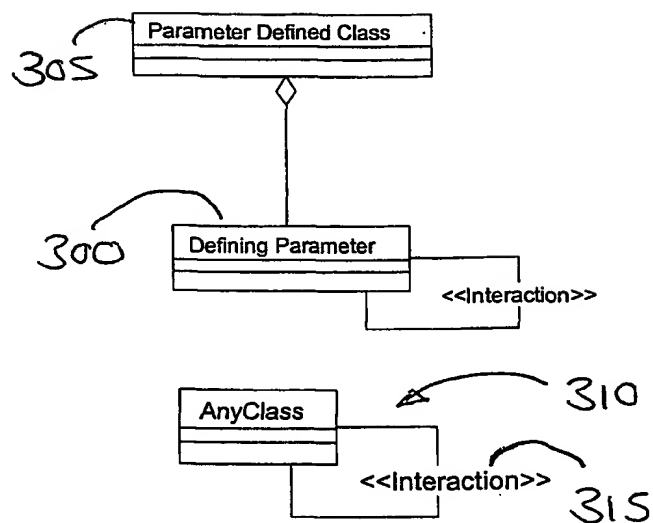 Parameter Defined Class
305
Defining Parameter
300
<<Interaction>>
AnyClass
310
<<Interaction>>
315